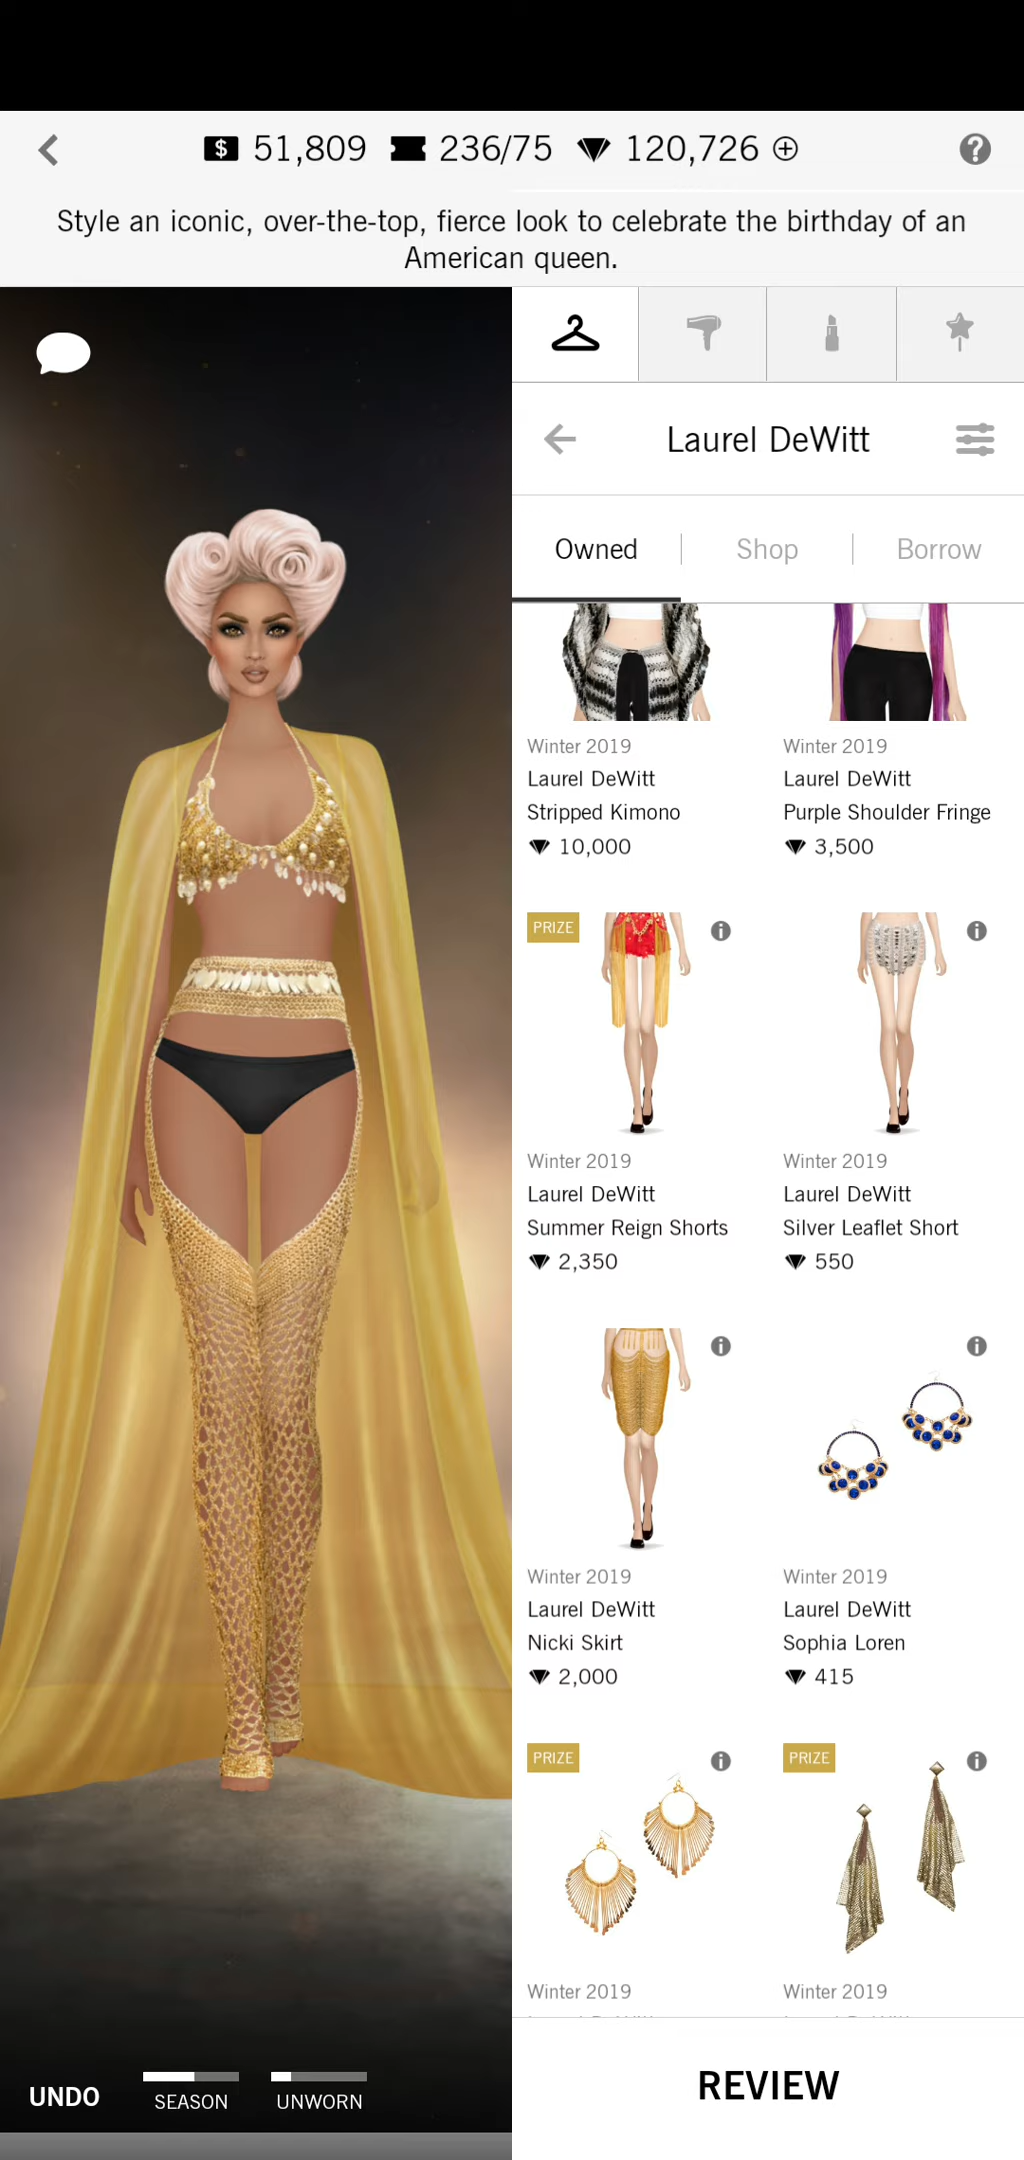 $ 51,809 236/75 120,726
Style an iconic, over-the-top, fierce look to celebrate the birthday of an
American queen.
Laurel DeWitt
Owned Shop Borrow
Winter 2019
Laurel DeWitt
Stripped Kimono
10,000
Winter 2019
Laurel DeWitt
Purple Shoulder Fringe
3,500
PRIZE
Winter 2019
Laurel DeWitt
Summer Reign Shorts
2,350
Winter 2019
Laurel DeWitt
Silver Leaflet Short
550
Winter 2019
Laurel DeWitt
Nicki Skirt
2,000
Winter 2019
Laurel DeWitt
Sophia Loren
415
PRIZE
Winter 2019
PRIZE
Winter 2019
UNDO
SEASON
UNWORN
REVIEW